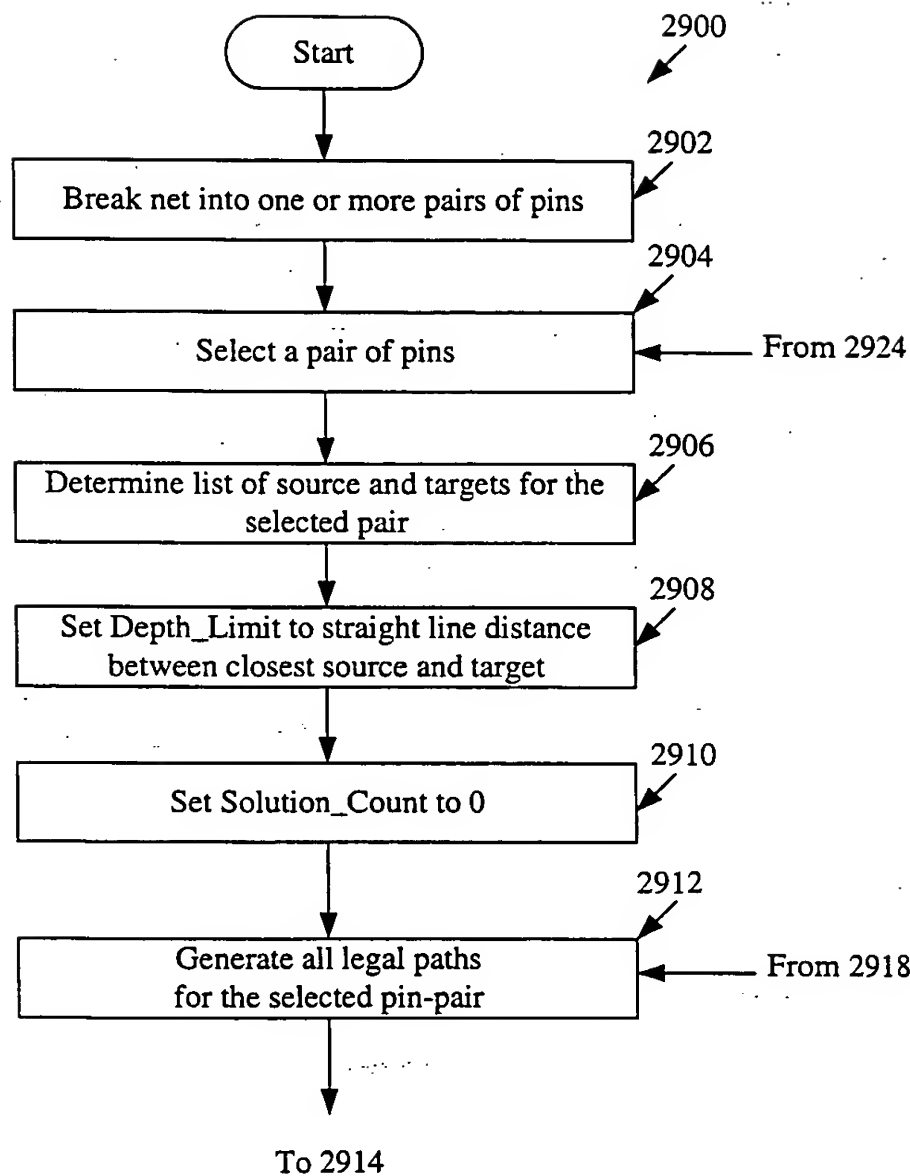 2900
Start
2902
Break net into one or more pairs of pins
2904
Select a pair of pins
From 2924
2906
Determine list of source and targets for the
selected pair
2908
Set Depth_Limit to straight line distance
between closest source and target
2910
Set Solution_Count to 0
2912
Generate all legal paths
for the selected pin-pair
From 2918
To 2914